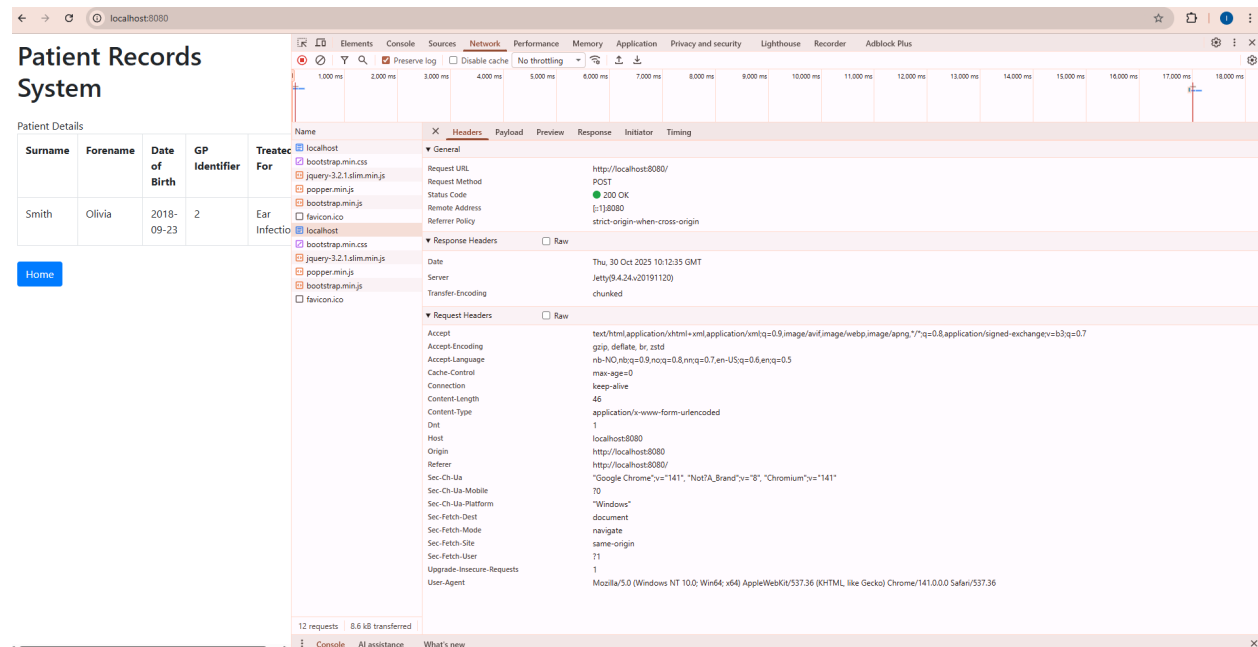 localhost:8080
Patient Records
System
Patient Details
Surname Forename Date of Birth GP Identifier Treated For
Smith Olivia 2018-09-23 2 Ear Infectio
Home
Elements Console Sources Network Performance Memory Application Privacy and security Lighthouse Recorder Adblock Plus
Preserve log Disable cache No throttling
1,000 ms 2,000 ms 3,000 ms 4,000 ms 5,000 ms 6,000 ms 7,000 ms 8,000 ms 9,000 ms 10,000 ms 11,000 ms 12,000 ms 13,000 ms 14,000 ms 15,000 ms 16,000 ms 17,000 ms 18,000 ms
Name
localhost
bootstrap.min.css
jquery-3.2.1.slim.min.js
popper.min.js
bootstrap.min.js
favicon.ico
localhost
bootstrap.min.css
jquery-3.2.1.slim.min.js
popper.min.js
bootstrap.min.js
favicon.ico
12 requests 8.6 kB transferred
Headers Payload Preview Response Initiator Timing
General
Request URL http://localhost:8080/
Request Method POST
Status Code 200 OK
Remote Address [::1]:8080
Referrer Policy strict-origin-when-cross-origin
Response Headers Raw
Date Thu, 30 Oct 2025 10:12:35 GMT
Server Jetty(9.4.24.v20191120)
Transfer-Encoding chunked
Request Headers Raw
Accept text/html,application/xhtml+xml,application/xml;q=0.9,image/avif,image/webp,image/apng,*/*;q=0.8,application/signed-exchange;v=b3;q=0.7
Accept-Encoding gzip, deflate, br, zstd
Accept-Language nb-NO,nb;q=0.9,no;q=0.8,nn;q=0.7,en-US;q=0.6,en;q=0.5
Cache-Control max-age=0
Connection keep-alive
Content-Length 46
Content-Type application/x-www-form-urlencoded
Dnt 1
Host localhost:8080
Origin http://localhost:8080
Referer http://localhost:8080/
Sec-Ch-Ua "Google Chrome";v="141", "Not?A_Brand";v="8", "Chromium";v="141"
Sec-Ch-Ua-Mobile ?0
Sec-Ch-Ua-Platform "Windows"
Sec-Fetch-Dest document
Sec-Fetch-Mode navigate
Sec-Fetch-Site same-origin
Sec-Fetch-User ?1
Upgrade-Insecure-Requests 1
User-Agent Mozilla/5.0 (Windows NT 10.0; Win64; x64) AppleWebKit/537.36 (KHTML, like Gecko) Chrome/141.0.0.0 Safari/537.36
Console AI assistance What's new